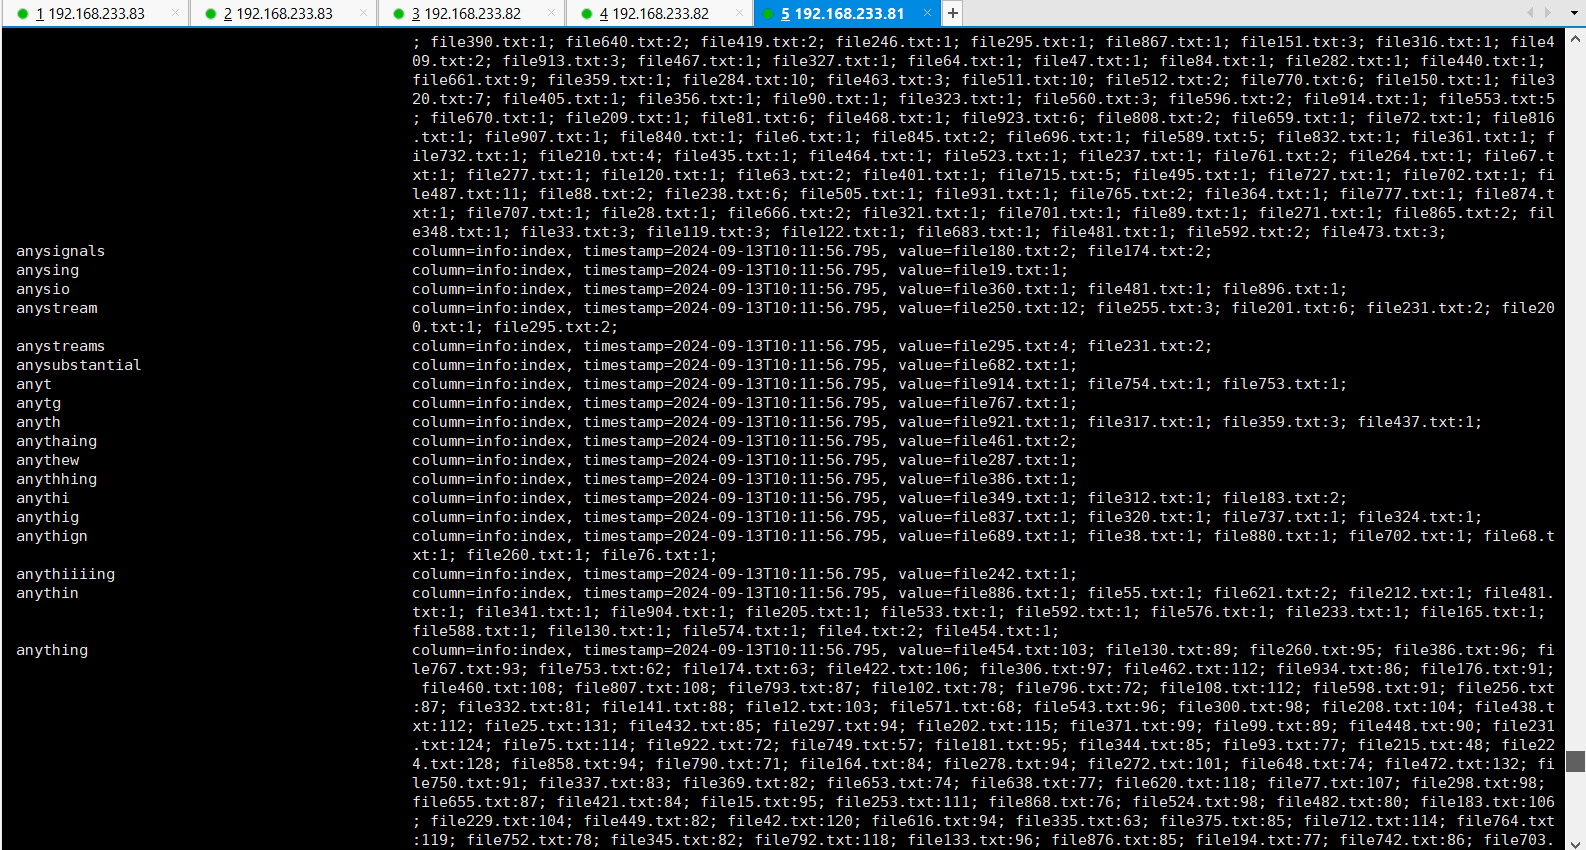 1 192.168.233.83 × 2 192.168.233.83 × 3 192.168.233.82 × 4 192.168.233.82 × 5 192.168.233.81 × +
; file390.txt:1; file640.txt:2; file419.txt:2; file246.txt:1; file295.txt:1; file867.txt:1; file151.txt:3; file316.txt:1; file4
09.txt:2; file913.txt:3; file467.txt:1; file327.txt:1; file64.txt:1; file47.txt:1; file84.txt:1; file282.txt:1; file440.txt:1;
file661.txt:9; file359.txt:1; file284.txt:10; file463.txt:3; file511.txt:10; file512.txt:2; file770.txt:6; file150.txt:1; file3
20.txt:7; file405.txt:1; file356.txt:1; file90.txt:1; file323.txt:1; file560.txt:3; file596.txt:2; file914.txt:1; file553.txt:5
; file670.txt:1; file209.txt:1; file81.txt:6; file468.txt:1; file923.txt:6; file808.txt:2; file659.txt:1; file72.txt:1; file816
.txt:1; file907.txt:1; file840.txt:1; file6.txt:1; file845.txt:2; file696.txt:1; file589.txt:5; file832.txt:1; file361.txt:1; f
ile732.txt:1; file210.txt:4; file435.txt:1; file464.txt:1; file523.txt:1; file237.txt:1; file761.txt:2; file264.txt:1; file67.t
xt:1; file277.txt:1; file120.txt:1; file63.txt:2; file401.txt:1; file715.txt:5; file495.txt:1; file727.txt:1; file702.txt:1; fi
le487.txt:11; file88.txt:2; file238.txt:6; file505.txt:1; file931.txt:1; file765.txt:2; file364.txt:1; file777.txt:1; file874.t
xt:1; file707.txt:1; file28.txt:1; file666.txt:2; file321.txt:1; file701.txt:1; file89.txt:1; file271.txt:1; file865.txt:2; fil
e348.txt:1; file33.txt:3; file119.txt:3; file122.txt:1; file683.txt:1; file481.txt:1; file592.txt:2; file473.txt:3;
anysignals column=info:index, timestamp=2024-09-13T10:11:56.795, value=file180.txt:2; file174.txt:2;
anysing column=info:index, timestamp=2024-09-13T10:11:56.795, value=file19.txt:1;
anysio column=info:index, timestamp=2024-09-13T10:11:56.795, value=file360.txt:1; file481.txt:1; file896.txt:1;
anystream column=info:index, timestamp=2024-09-13T10:11:56.795, value=file250.txt:12; file255.txt:3; file201.txt:6; file231.txt:2; file20
0.txt:1; file295.txt:2;
anystreams column=info:index, timestamp=2024-09-13T10:11:56.795, value=file295.txt:4; file231.txt:2;
anysubstantial column=info:index, timestamp=2024-09-13T10:11:56.795, value=file682.txt:1;
anyt column=info:index, timestamp=2024-09-13T10:11:56.795, value=file914.txt:1; file754.txt:1; file753.txt:1;
anytg column=info:index, timestamp=2024-09-13T10:11:56.795, value=file767.txt:1;
anyth column=info:index, timestamp=2024-09-13T10:11:56.795, value=file921.txt:1; file317.txt:1; file359.txt:3; file437.txt:1;
anythaing column=info:index, timestamp=2024-09-13T10:11:56.795, value=file461.txt:2;
anythew column=info:index, timestamp=2024-09-13T10:11:56.795, value=file287.txt:1;
anythhing column=info:index, timestamp=2024-09-13T10:11:56.795, value=file386.txt:1;
anythi column=info:index, timestamp=2024-09-13T10:11:56.795, value=file349.txt:1; file312.txt:1; file183.txt:2;
anythig column=info:index, timestamp=2024-09-13T10:11:56.795, value=file837.txt:1; file320.txt:1; file737.txt:1; file324.txt:1;
anythign column=info:index, timestamp=2024-09-13T10:11:56.795, value=file689.txt:1; file38.txt:1; file880.txt:1; file702.txt:1; file68.t
xt:1; file260.txt:1; file76.txt:1;
anythiiiing column=info:index, timestamp=2024-09-13T10:11:56.795, value=file242.txt:1;
anythin column=info:index, timestamp=2024-09-13T10:11:56.795, value=file886.txt:1; file55.txt:1; file621.txt:2; file212.txt:1; file481.
txt:1; file341.txt:1; file904.txt:1; file205.txt:1; file533.txt:1; file592.txt:1; file576.txt:1; file233.txt:1; file165.txt:1;
file588.txt:1; file130.txt:1; file574.txt:1; file4.txt:2; file454.txt:1;
anything column=info:index, timestamp=2024-09-13T10:11:56.795, value=file454.txt:103; file130.txt:89; file260.txt:95; file386.txt:96; fi
le767.txt:93; file753.txt:62; file174.txt:63; file422.txt:106; file306.txt:97; file462.txt:112; file934.txt:86; file176.txt:91;
file460.txt:108; file807.txt:108; file793.txt:87; file102.txt:78; file796.txt:72; file108.txt:112; file598.txt:91; file256.txt
:87; file332.txt:81; file141.txt:88; file12.txt:103; file571.txt:68; file543.txt:96; file300.txt:98; file208.txt:104; file438.t
xt:112; file25.txt:131; file432.txt:85; file297.txt:94; file202.txt:115; file371.txt:99; file99.txt:89; file448.txt:90; file231
.txt:124; file75.txt:114; file922.txt:72; file749.txt:57; file181.txt:95; file344.txt:85; file93.txt:77; file215.txt:48; file22
4.txt:128; file858.txt:94; file790.txt:71; file164.txt:84; file278.txt:94; file272.txt:101; file648.txt:74; file472.txt:132; fi
le750.txt:91; file337.txt:83; file369.txt:82; file653.txt:74; file638.txt:77; file620.txt:118; file77.txt:107; file298.txt:98;
file655.txt:87; file421.txt:84; file15.txt:95; file253.txt:111; file868.txt:76; file524.txt:98; file482.txt:80; file183.txt:106
; file229.txt:104; file449.txt:82; file42.txt:120; file616.txt:94; file335.txt:63; file375.txt:85; file712.txt:114; file764.txt
:119; file752.txt:78; file345.txt:82; file792.txt:118; file133.txt:96; file876.txt:85; file194.txt:77; file742.txt:86; file703.